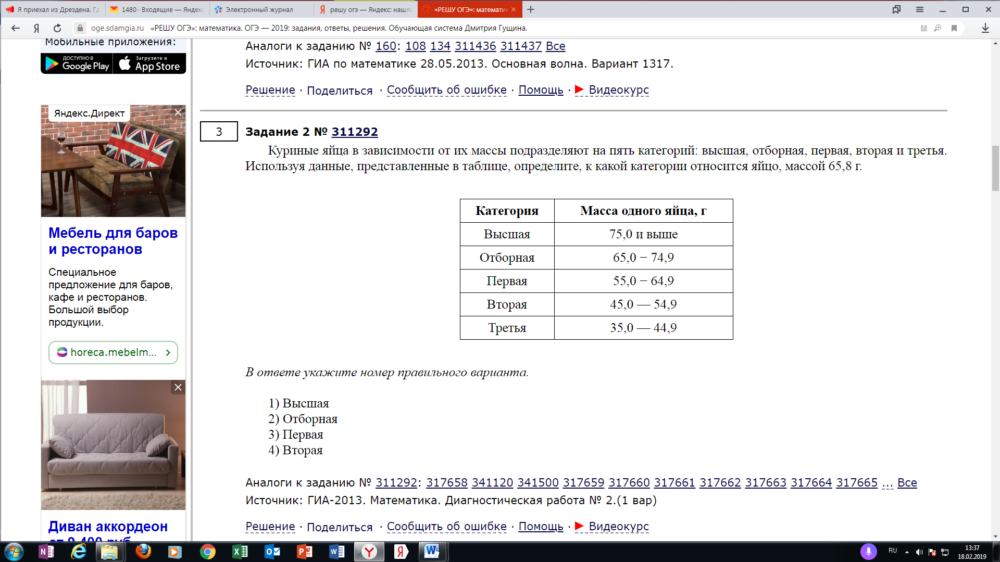 Я приехал из Дрездена. Гд
1480 · Входящие — Яндекс
Электронный журнал
решу огэ — Яндекс: нашло
«РЕШУ ОГЭ»: математик
oge.sdamgia.ru
«РЕШУ ОГЭ»: математика. ОГЭ — 2019: задания, ответы, решения. Обучающая система Дмитрия Гущина.
Мобильные приложения:
ДОСТУПНО В
Google Play
Загрузите в
App Store
Яндекс.Директ
Мебель для баров
и ресторанов
Специальное
предложение для баров,
кафе и ресторанов.
Большой выбор
продукции.
horeca.mebelm...
Диван аккордеон
от 9 400 руб.
Аналоги к заданию № 160: 108 134 311436 311437 Все
Источник: ГИА по математике 28.05.2013. Основная волна. Вариант 1317.
Решение · Поделиться · Сообщить об ошибке · Помощь · Видеокурс
3
Задание 2 № 311292
Куриные яйца в зависимости от их массы подразделяют на пять категорий: высшая, отборная, первая, вторая и третья.
Используя данные, представленные в таблице, определите, к какой категории относится яйцо, массой 65,8 г.
Категория Масса одного яйца, г
Высшая 75,0 и выше
Отборная 65,0 − 74,9
Первая 55,0 − 64,9
Вторая 45,0 — 54,9
Третья 35,0 — 44,9
В ответе укажите номер правильного варианта.
1) Высшая
2) Отборная
3) Первая
4) Вторая
Аналоги к заданию № 311292: 317658 341120 341500 317659 317660 317661 317662 317663 317664 317665 ... Все
Источник: ГИА-2013. Математика. Диагностическая работа № 2.(1 вар)
Решение · Поделиться · Сообщить об ошибке · Помощь · Видеокурс
RU
13:37
18.02.2019